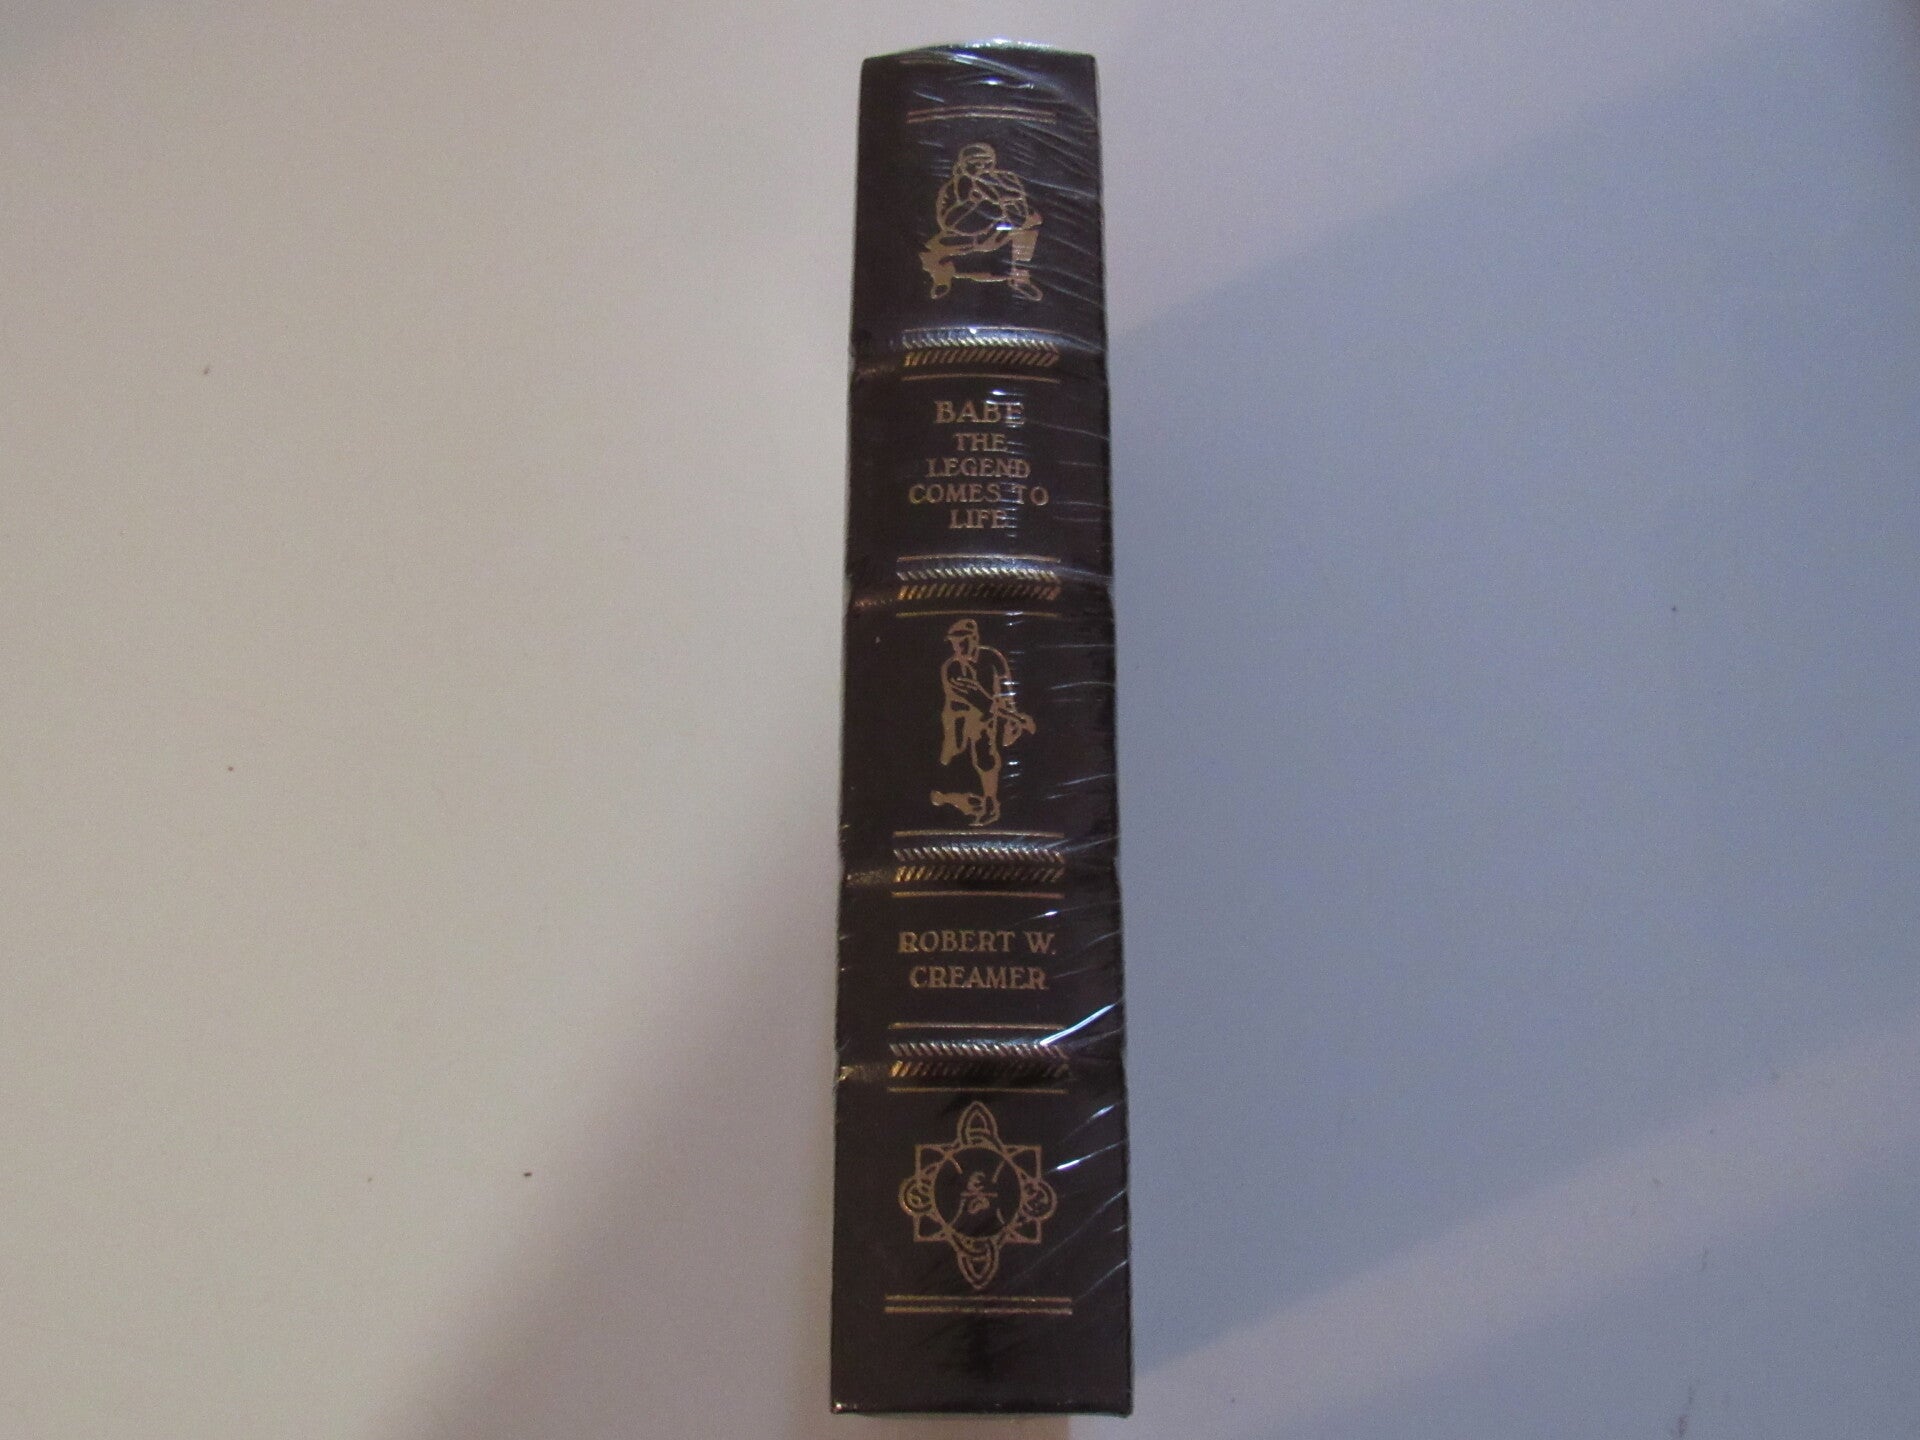 BABE
THE
LEGEND
COMES TO
LIFE
ROBERT W.
CREAMER